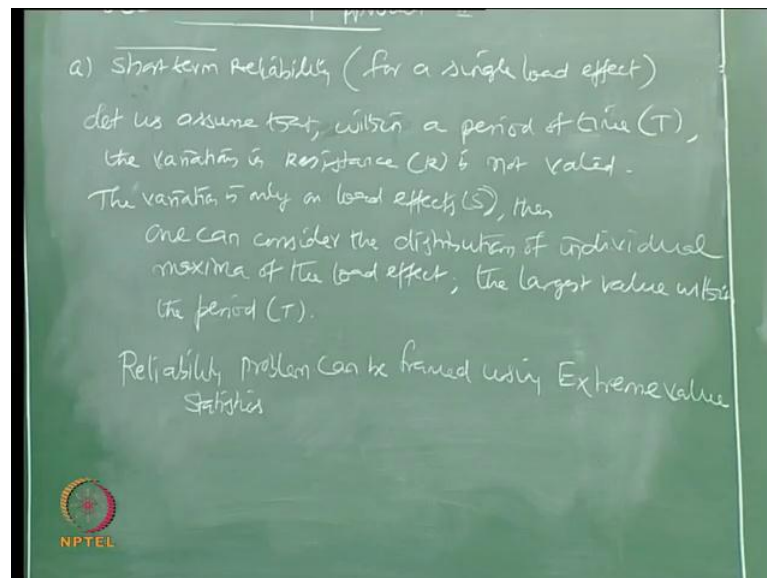 a) Short term Reliability (for a single load effect)
Let us assume that, within a period of time (T),
the variation in Resistance (R) is not valid.
The variation is only on load effects (S), then
one can consider the distribution of individual
maxima of the load effect; the largest value within
the period (T).
Reliability problem can be framed using Extreme value
Statistics
NPTEL